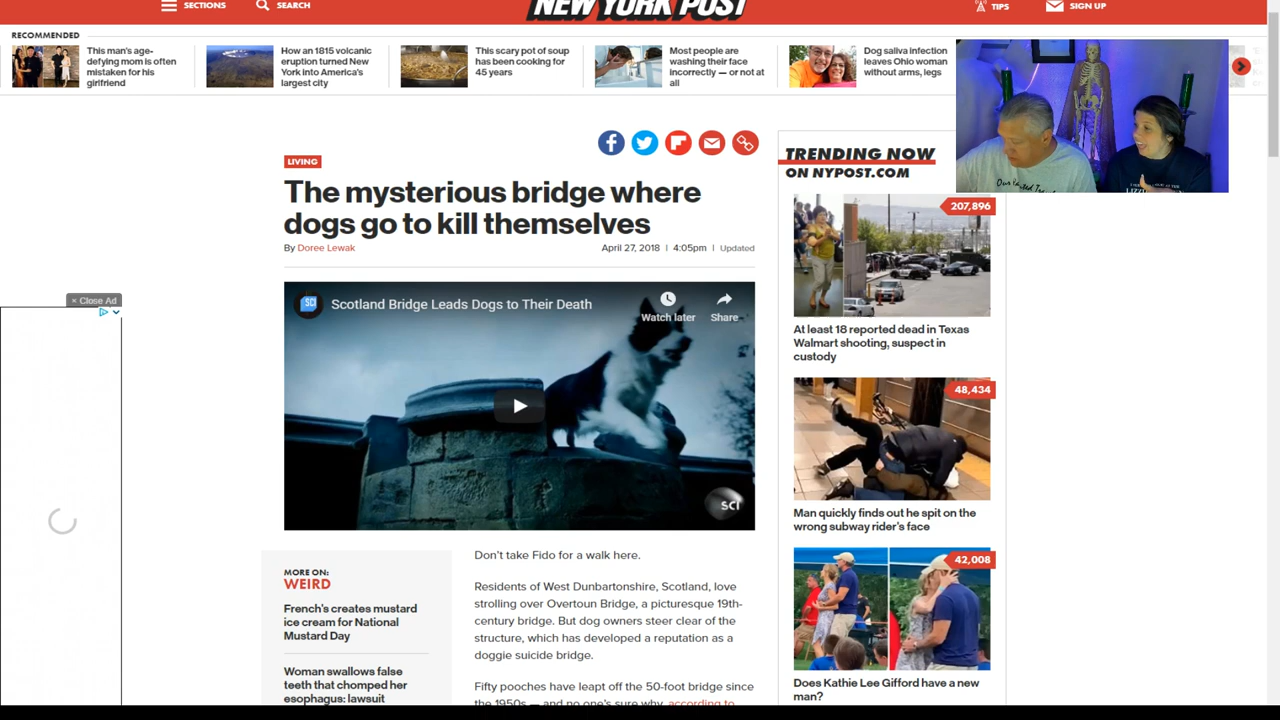 SECTIONS
SEARCH
NEW YORK POST
TIPS
SIGN UP
RECOMMENDED
This man's age-
defying mom is often
mistaken for his
girlfriend
How an 1815 volcanic
eruption turned New
York into America's
largest city
This scary pot of soup
has been cooking for
45 years
Most people are
washing their face
incorrectly — or not at
all
Dog saliva infection
leaves Ohio woman
without arms, legs
LIVING
The mysterious bridge where
dogs go to kill themselves
By Doree Lewak
April 27, 2018 | 4:05pm | Updated
× Close Ad
SCI
Scotland Bridge Leads Dogs to Their Death
Watch later
Share
SCI
MORE ON:
WEIRD
French's creates mustard
ice cream for National
Mustard Day
Woman swallows false
teeth that chomped her
esophagus: lawsuit
Don't take Fido for a walk here.
Residents of West Dunbartonshire, Scotland, love
strolling over Overtoun Bridge, a picturesque 19th-
century bridge. But dog owners steer clear of the
structure, which has developed a reputation as a
doggie suicide bridge.
Fifty pooches have leapt off the 50-foot bridge since
the 1950s — and no one's sure why, according to
TRENDING NOW
ON NYPOST.COM
207,896
At least 18 reported dead in Texas
Walmart shooting, suspect in
custody
48,434
Man quickly finds out he spit on the
wrong subway rider's face
42,008
Does Kathie Lee Gifford have a new
man?